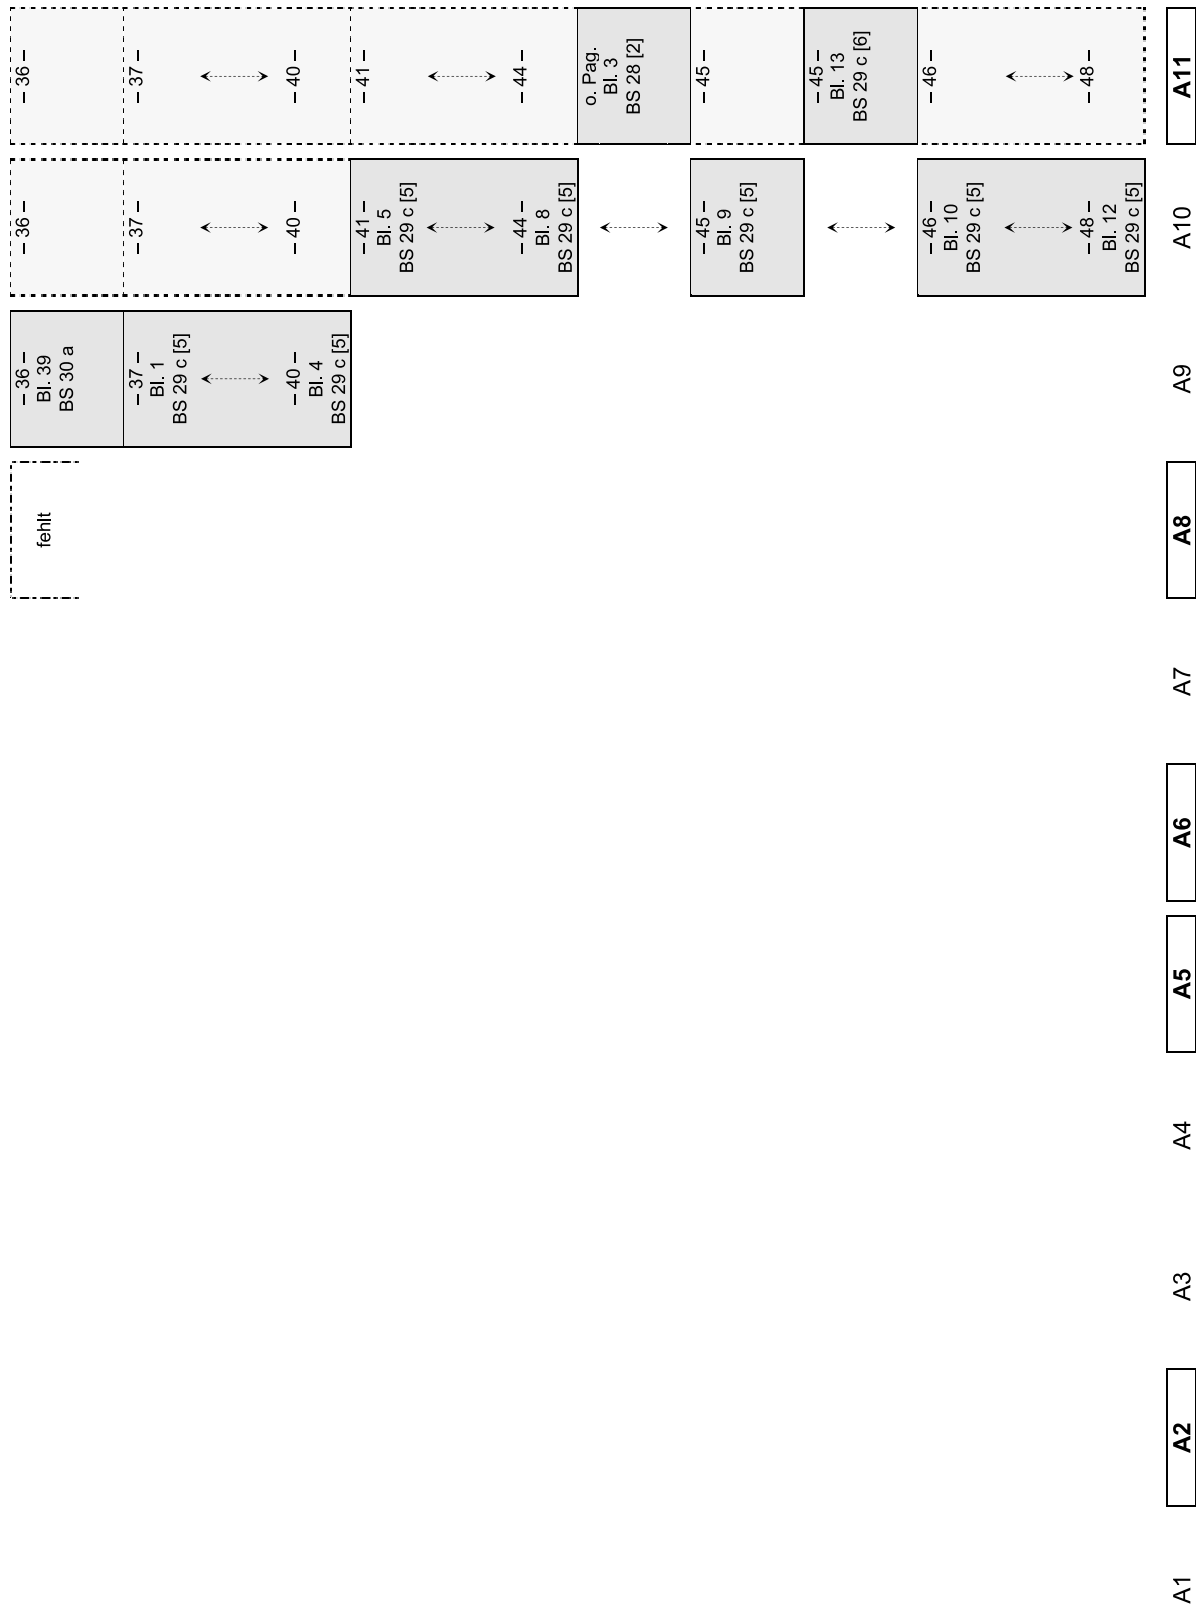 fehlt
– 36 –
Bl. 39
BS 30 a
– 37 –
Bl. 1
BS 29 c [5]
– 40 –
Bl. 4
BS 29 c [5]
– 36 –
– 37 –
– 40 –
– 41 –
Bl. 5
BS 29 c [5]
– 44 –
Bl. 8
BS 29 c [5]
– 45 –
Bl. 9
BS 29 c [5]
– 46 –
Bl. 10
BS 29 c [5]
– 48 –
Bl. 12
BS 29 c [5]
– 36 –
– 37 –
– 40 –
– 41 –
– 44 –
o. Pag.
Bl. 3
BS 28 [2]
– 45 –
– 45 –
Bl. 13
BS 29 c [6]
– 46 –
– 48 –
A1
A2
A3
A4
A5
A6
A7
A8
A9
A10
A11